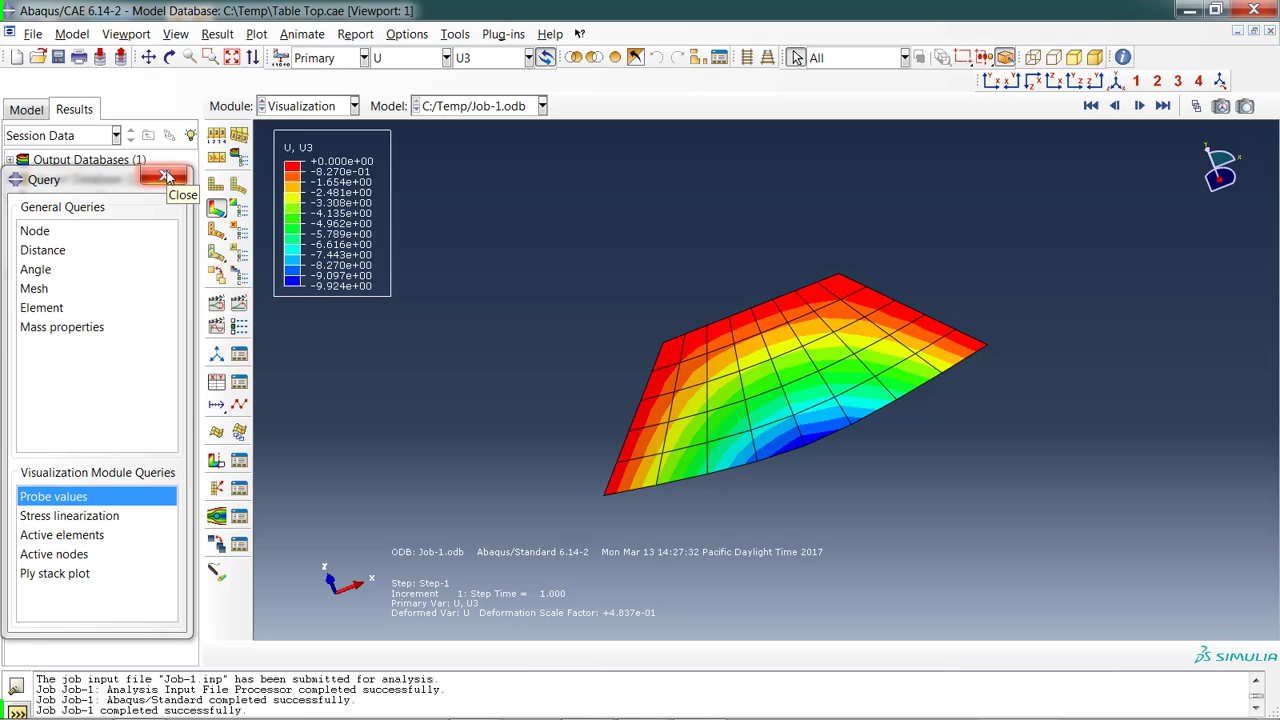 Abaqus/CAE 6.14-2 - Model Database: C:\Temp\Table Top.cae [Viewport: 1]
File Model Viewport View Result Plot Animate Report Options Tools Plug-ins Help
Primary U U3 All
1 2 3 4
Model Results Module: Visualization Model: C:/Temp/Job-1.odb
Session Data
Output Databases (1)
Query
Close
General Queries
Node
Distance
Angle
Mesh
Element
Mass properties
Visualization Module Queries
Probe values
Stress linearization
Active elements
Active nodes
Ply stack plot
U, U3
+0.000e+00
-8.270e-01
-1.654e+00
-2.481e+00
-3.308e+00
-4.135e+00
-4.962e+00
-5.789e+00
-6.616e+00
-7.443e+00
-8.270e+00
-9.097e+00
-9.924e+00
ODB: Job-1.odb Abaqus/Standard 6.14-2 Mon Mar 13 14:27:32 Pacific Daylight Time 2017
X
Step: Step-1
Increment 1: Step Time = 1.000
Primary Var: U, U3
Deformed Var: U Deformation Scale Factor: +4.837e-01
SIMULIA
The job input file "Job-1.inp" has been submitted for analysis.
Job Job-1: Analysis Input File Processor completed successfully.
Job Job-1: Abaqus/Standard completed successfully.
Job Job-1 completed successfully.